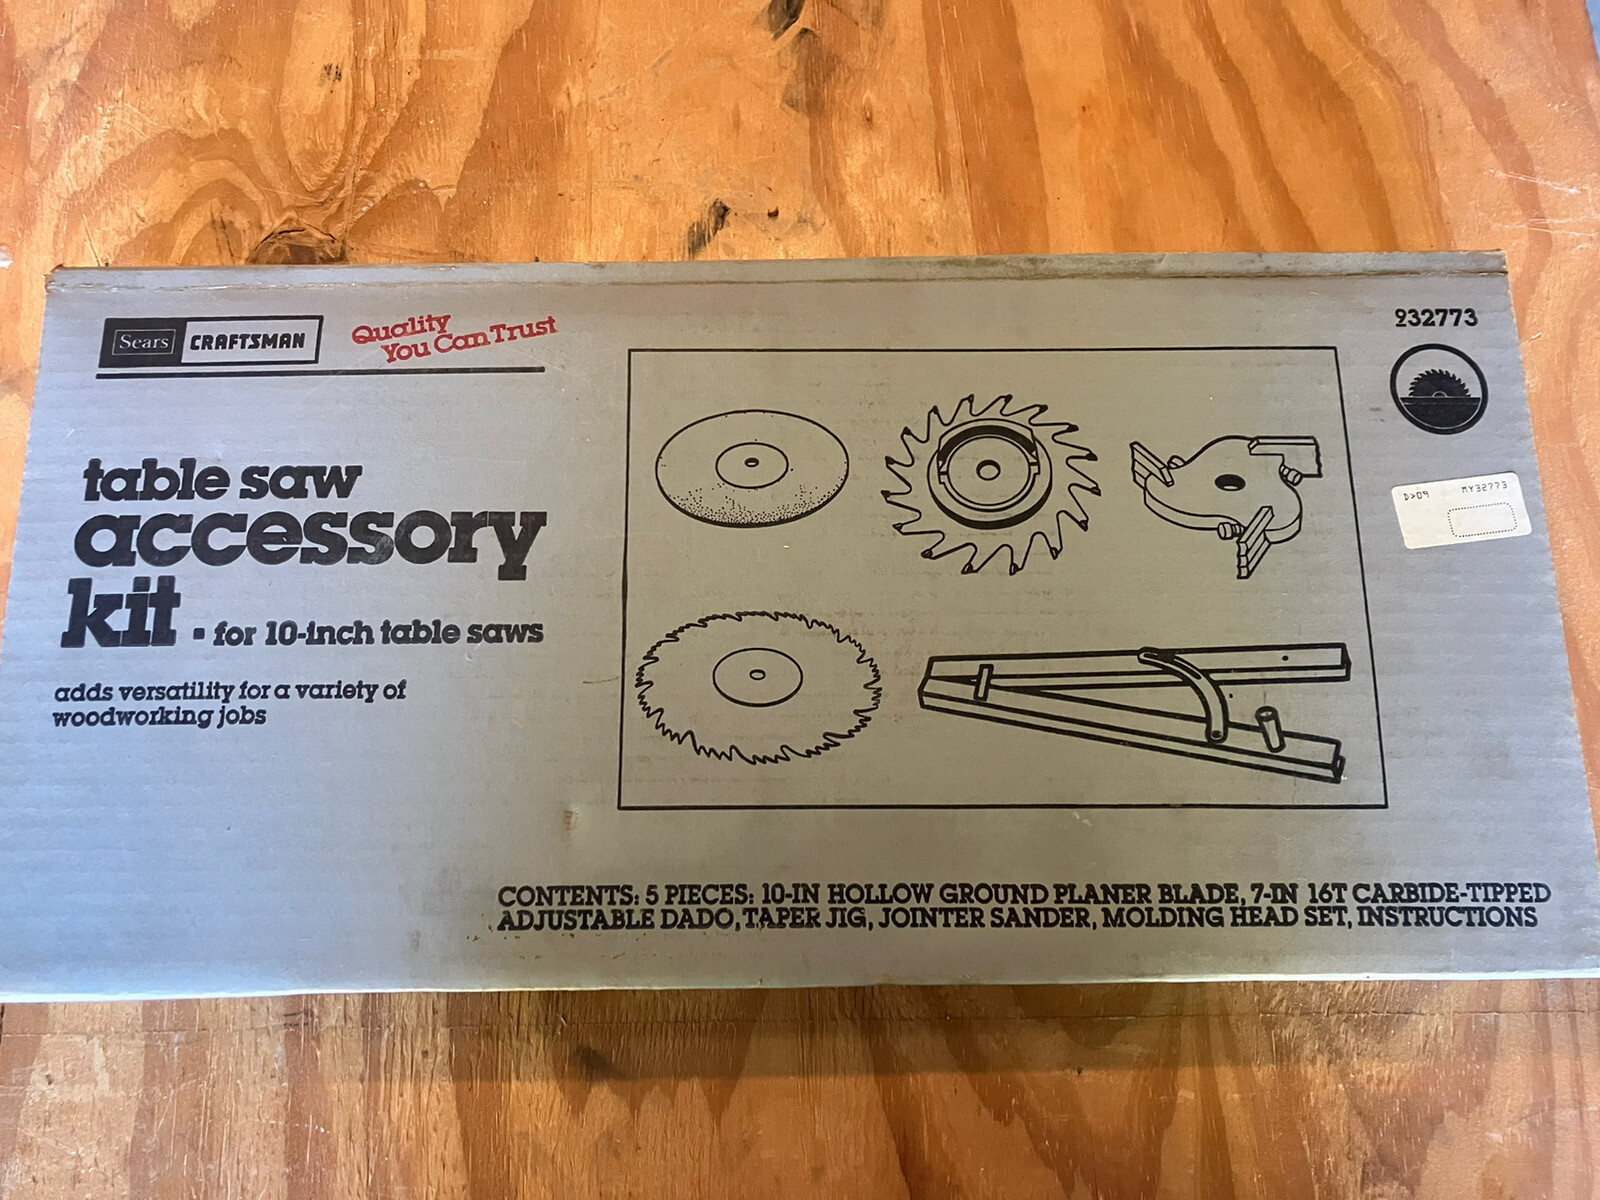 Sears CRAFTSMAN
Quality
You Can Trust
932773
table saw
accessory
kit ▪ for 10-inch table saws
adds versatility for a variety of
woodworking jobs
D>09 MY32773
CONTENTS: 5 PIECES: 10-IN HOLLOW GROUND PLANER BLADE, 7-IN 16T CARBIDE-TIPPED
ADJUSTABLE DADO, TAPER JIG, JOINTER SANDER, MOLDING HEAD SET, INSTRUCTIONS